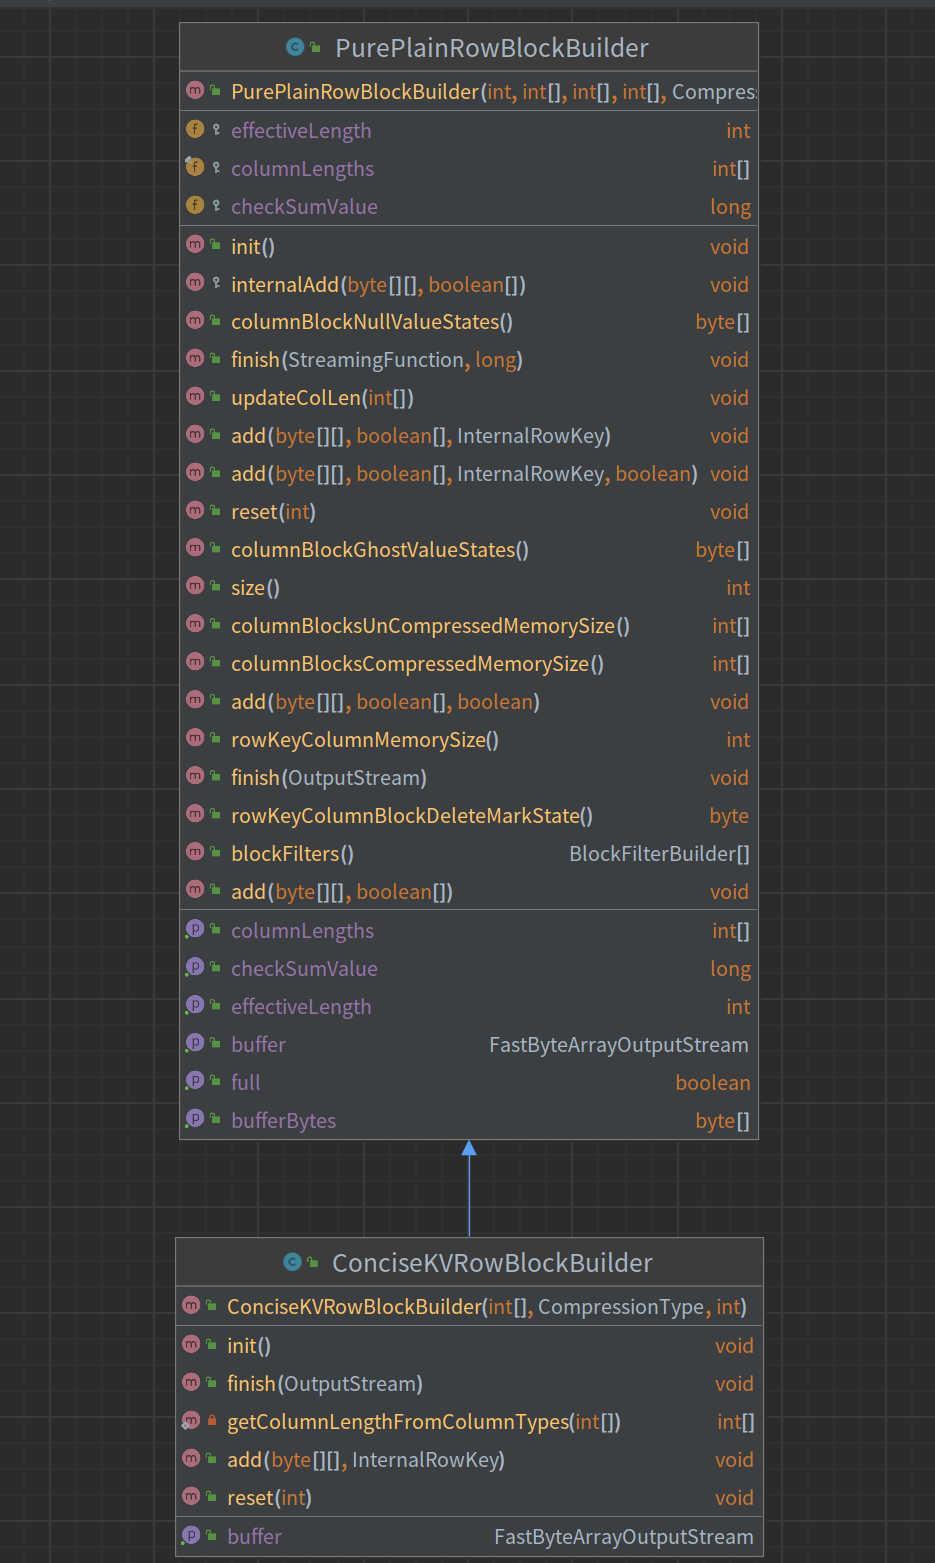 PurePlainRowBlockBuilder
PurePlainRowBlockBuilder(int, int[], int[], int[], Compres
effectiveLength int
columnLengths int[]
checkSumValue long
init() void
internalAdd(byte[][], boolean[]) void
columnBlockNullValueStates() byte[]
finish(StreamingFunction, long) void
updateColLen(int[]) void
add(byte[][], boolean[], InternalRowKey) void
add(byte[][], boolean[], InternalRowKey, boolean) void
reset(int) void
columnBlockGhostValueStates() byte[]
size() int
columnBlocksUnCompressedMemorySize() int[]
columnBlocksCompressedMemorySize() int[]
add(byte[][], boolean[], boolean) void
rowKeyColumnMemorySize() int
finish(OutputStream) void
rowKeyColumnBlockDeleteMarkState() byte
blockFilters() BlockFilterBuilder[]
add(byte[][], boolean[]) void
columnLengths int[]
checkSumValue long
effectiveLength int
buffer FastByteArrayOutputStream
full boolean
bufferBytes byte[]
ConciseKVRowBlockBuilder
ConciseKVRowBlockBuilder(int[], CompressionType, int)
init() void
finish(OutputStream) void
getColumnLengthFromColumnTypes(int[]) int[]
add(byte[][], InternalRowKey) void
reset(int) void
buffer FastByteArrayOutputStream